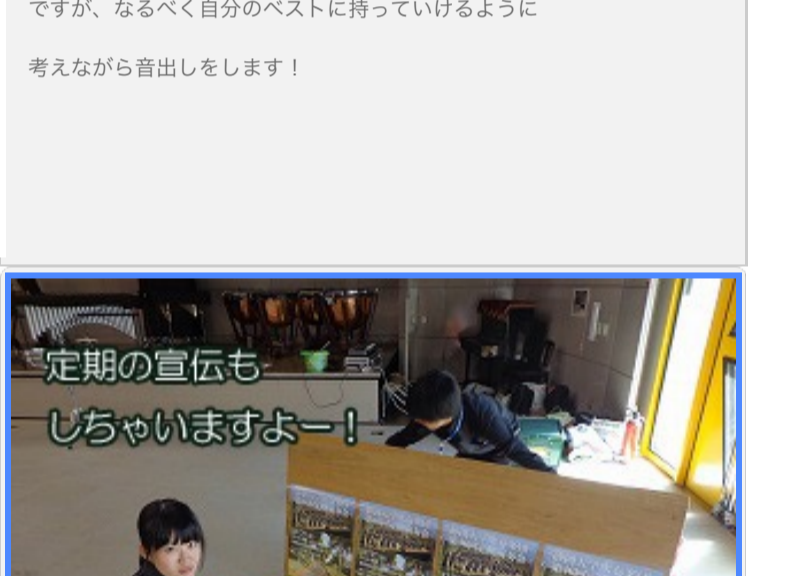 ですが、なるべく自分のベストに持っていけるように
考えながら音出しをします！
定期の宣伝も
しちゃいますよー！